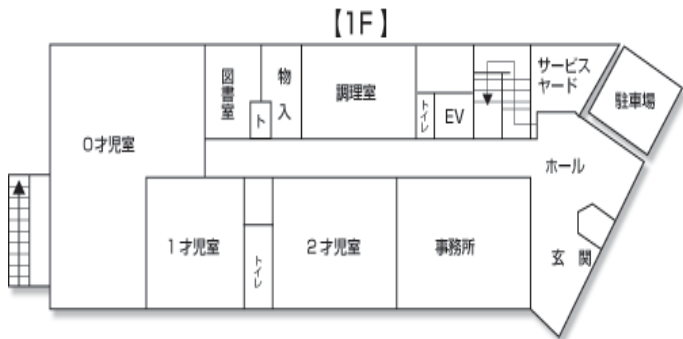 【1F】
図書室
物入
調理室
サービス
ヤード
駐車場
ト
トイレ
EV
0才児室
ホール
1才児室
トイレ
2才児室
事務所
玄関